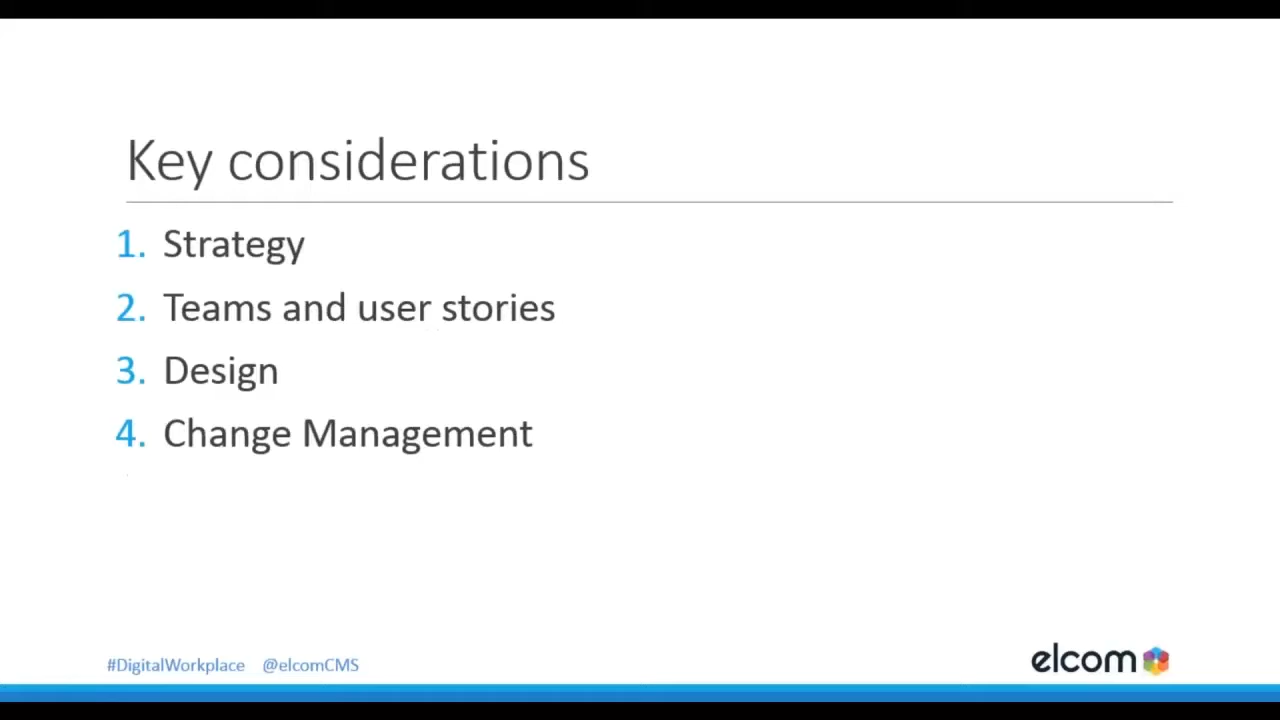 Key considerations
1. Strategy
2. Teams and user stories
3. Design
4. Change Management
#DigitalWorkplace @elcomCMS
elcom